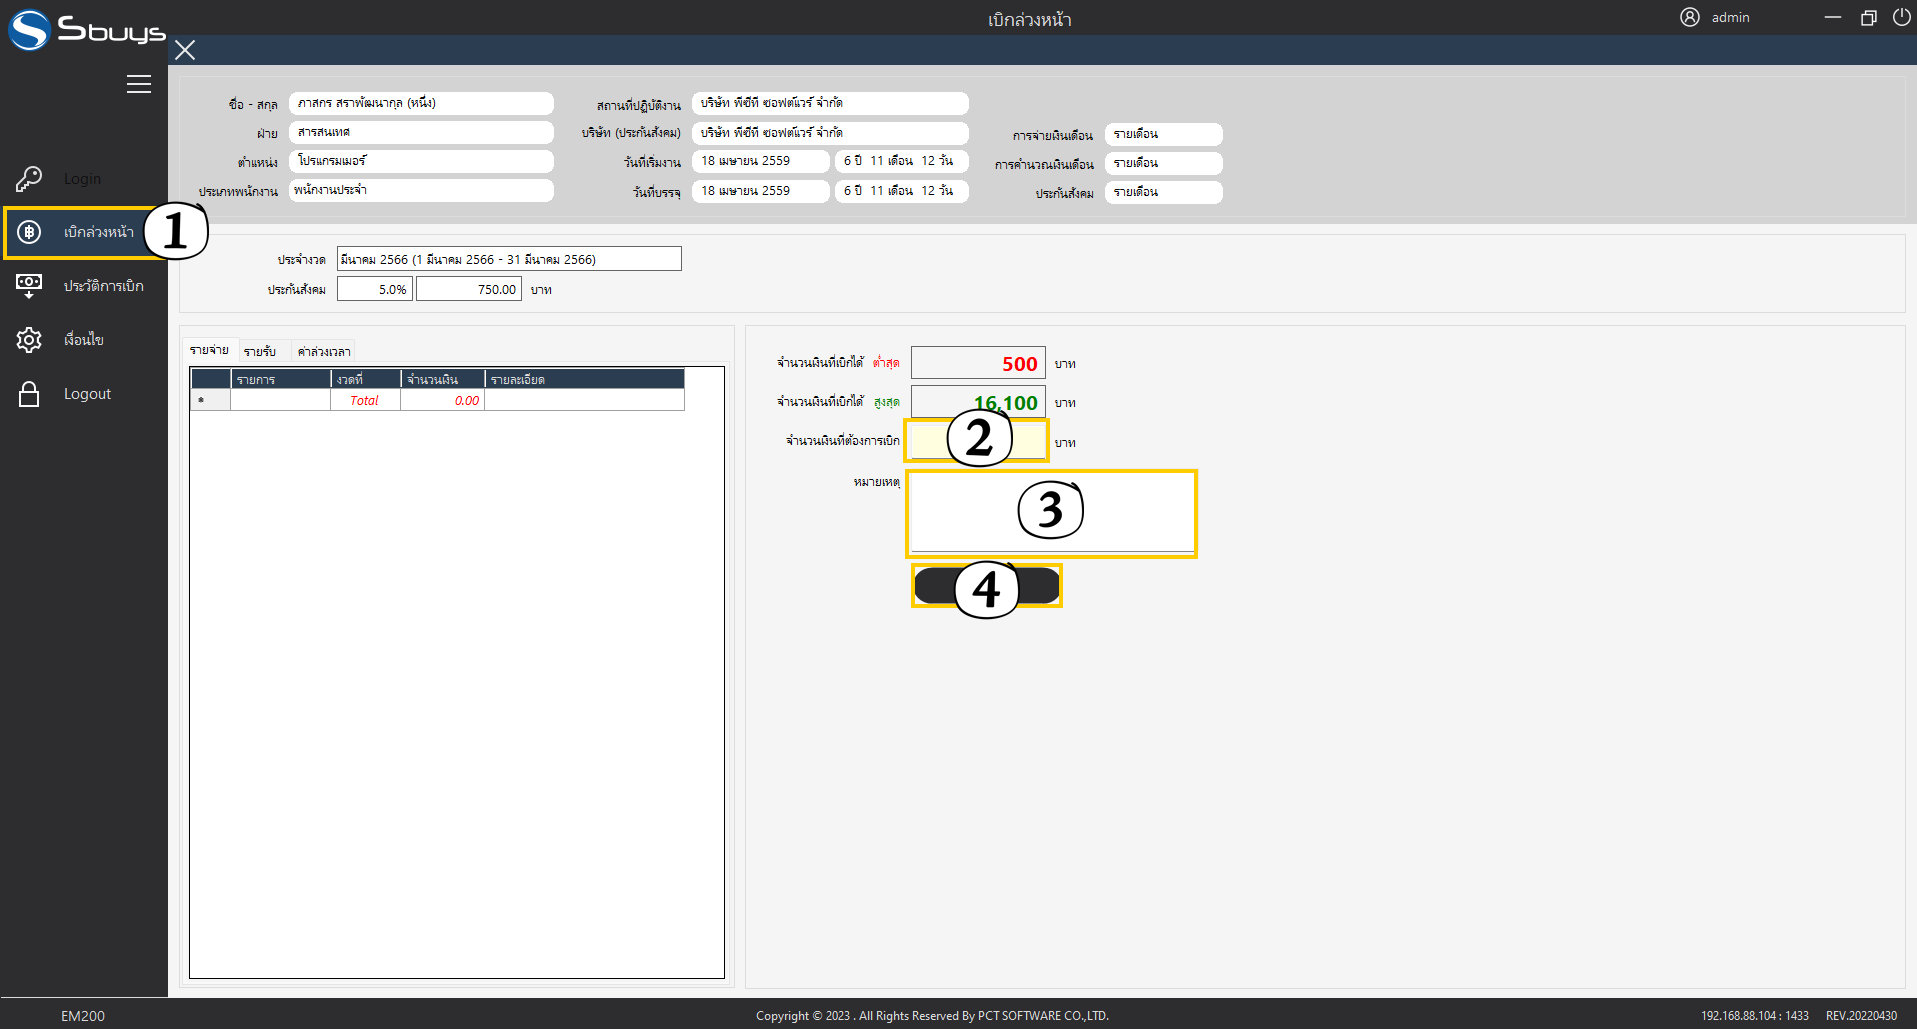 Sbuys
เบิกล่วงหน้า
admin
ชื่อ - สกุล ภาสกร สราพัฒนากุล (หนึ่ง) สถานที่ปฏิบัติงาน บริษัท พีซีที ซอฟต์แวร์ จำกัด
ฝ่าย สารสนเทศ บริษัท (ประกันสังคม) บริษัท พีซีที ซอฟต์แวร์ จำกัด การจ่ายเงินเดือน รายเดือน
ตำแหน่ง โปรแกรมเมอร์ วันที่เริ่มงาน 18 เมษายน 2559 6 ปี 11 เดือน 12 วัน การคำนวณเงินเดือน รายเดือน
ประเภทพนักงาน พนักงานประจำ วันที่บรรจุ 18 เมษายน 2559 6 ปี 11 เดือน 12 วัน ประกันสังคม รายเดือน
Login
เบิกล่วงหน้า 1
ประวัติการเบิก
เงื่อนไข
Logout
ประจำงวด มีนาคม 2566 (1 มีนาคม 2566 - 31 มีนาคม 2566)
ประกันสังคม 5.0% 750.00 บาท
รายจ่าย รายรับ ค่าล่วงเวลา
รายการ งวดที่ จำนวนเงิน รายละเอียด
* Total 0.00
จำนวนเงินที่เบิกได้ ต่ำสุด 500 บาท
จำนวนเงินที่เบิกได้ สูงสุด 16,100 บาท
จำนวนเงินที่ต้องการเบิก 2 บาท
หมายเหตุ 3
4
EM200
Copyright © 2023 . All Rights Reserved By PCT SOFTWARE CO.,LTD.
192.168.88.104 : 1433 REV.20220430